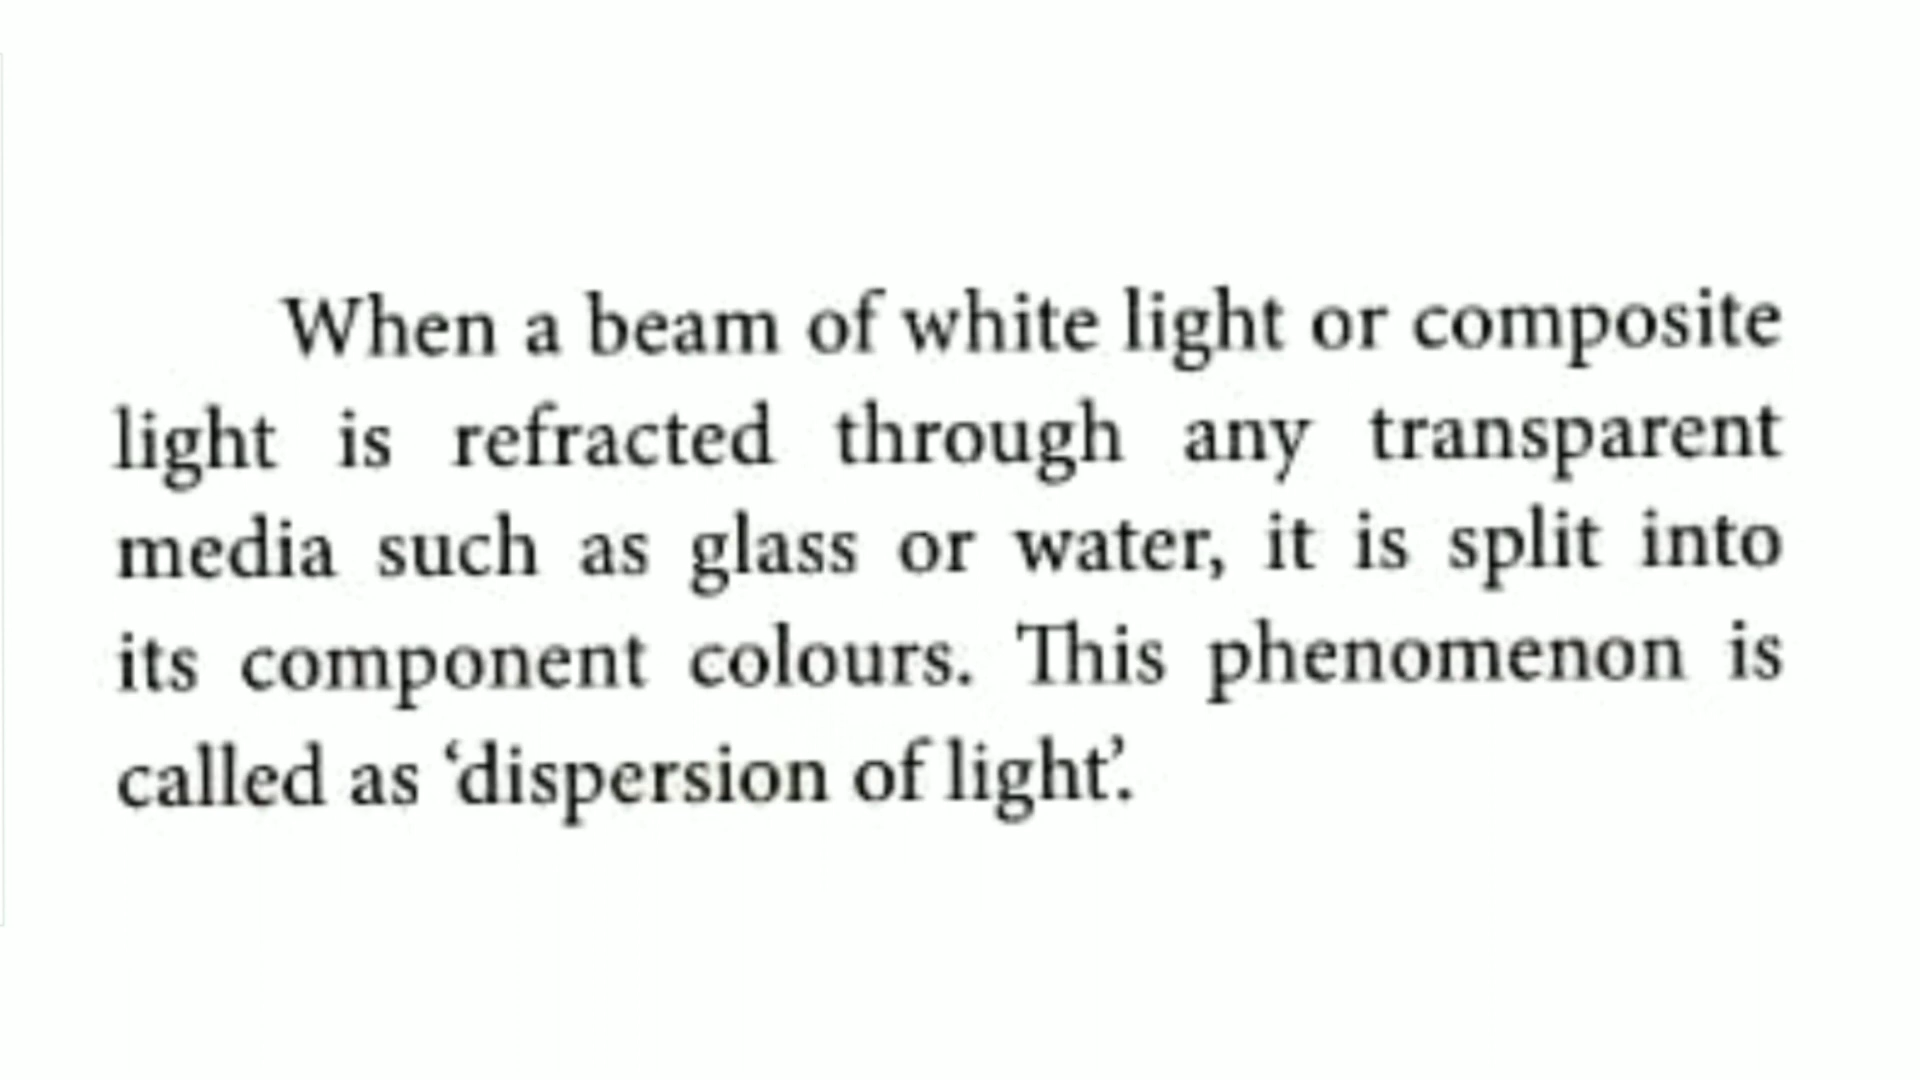 When a beam of white light or composite
light is refracted through any transparent
media such as glass or water, it is split into
its component colours. This phenomenon is
called as ‘dispersion of light’.